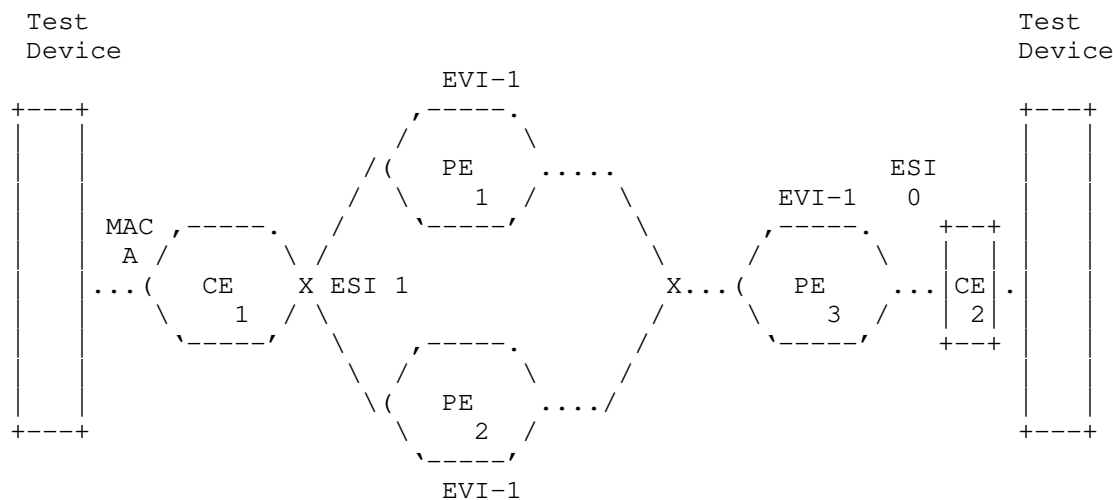 Test Test
Device Device
EVI-1
PE ESI
1 EVI-1 0
MAC
A
CE X ESI 1 X PE CE
1 3 2
PE
2
EVI-1